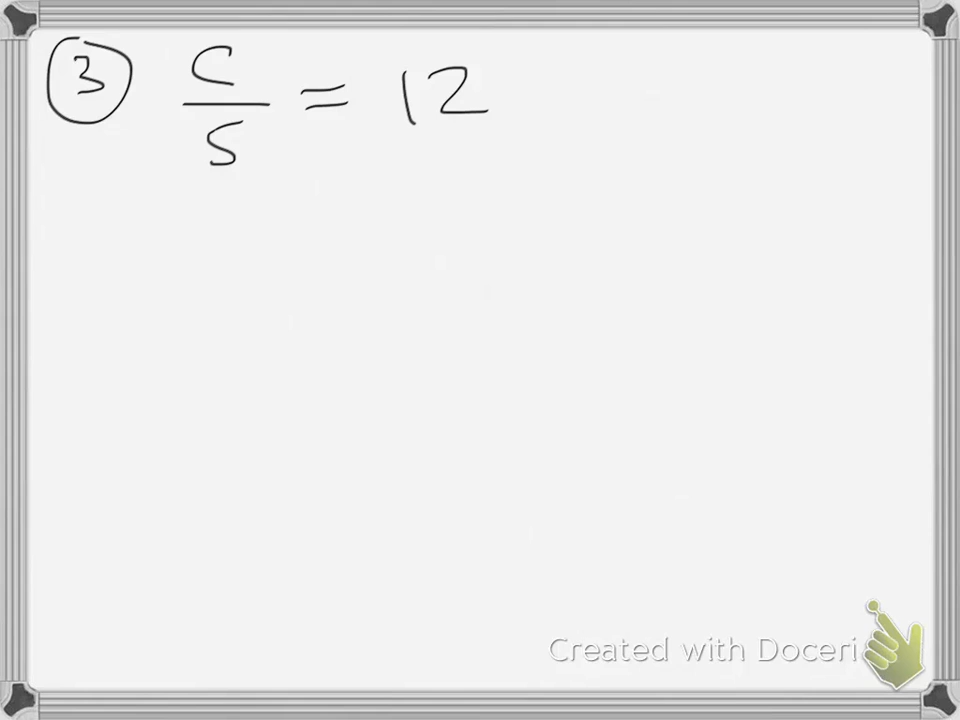 ③ c/5 = 12
Created with Doceri